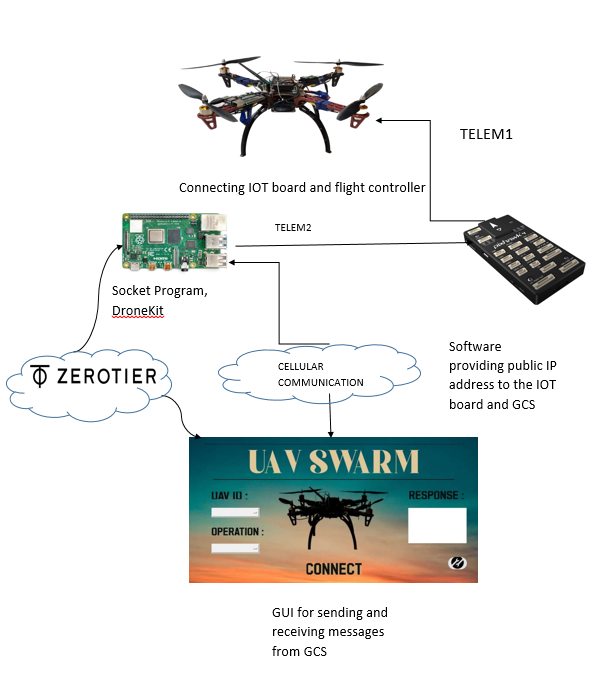 TELEM1
Connecting IOT board and flight controller
TELEM2
pixhawk
Socket Program,
DroneKit
Software
providing public IP
address to the IOT
board and GCS
ZEROTIER
CELLULAR
COMMUNICATION
UAV SWARM
UAV ID :
RESPONSE :
OPERATION :
CONNECT
GUI for sending and
receiving messages
from GCS